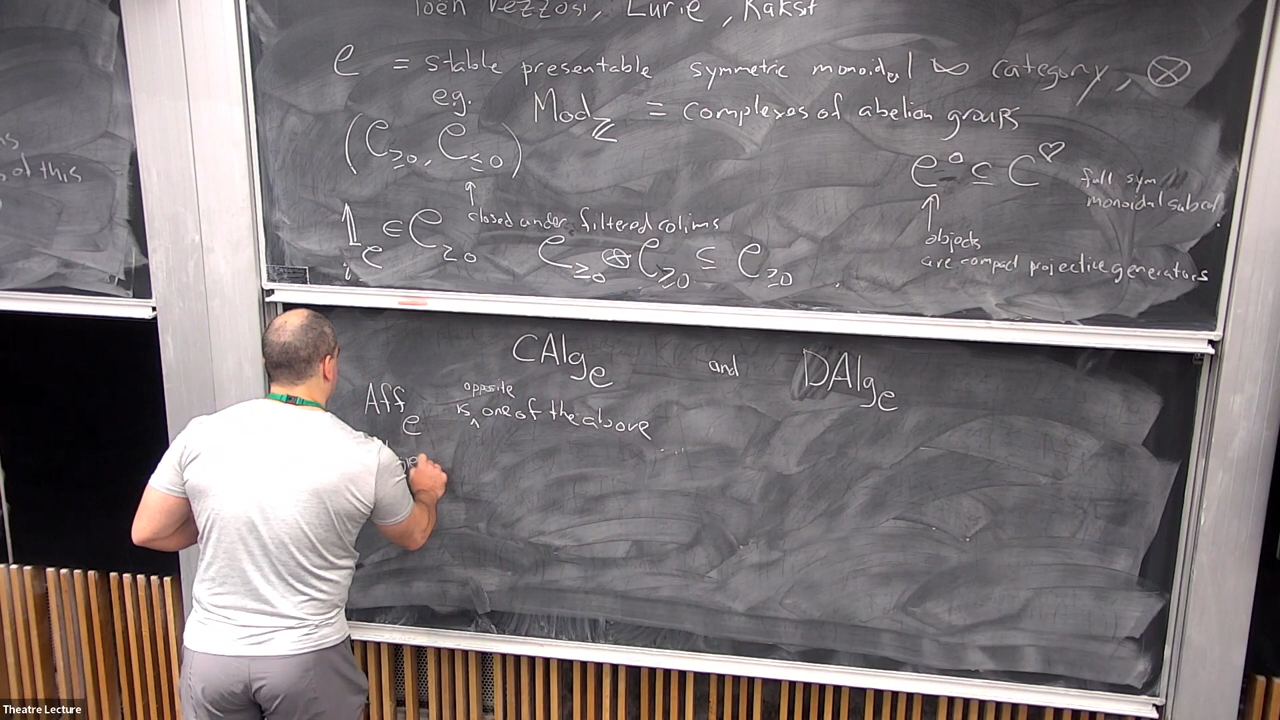 Toën Vezzosi, Lurie, Raksit
s
of this
C = stable presentable symmetric monoidal ∞ category, ⊗
e.g. Mod_ℤ = complexes of abelian groups
(C_≥0, C_≤0)
↑
closed under filtered colims
C^0 ⊆ C^♡ full sym monoidal subcat
↑
objects
are compact projective generators
1_C ∈ C_≥0 C_≥0 ⊗ C_≥0 ⊆ C_≥0
CAlg_C and DAlg_C
opposite
Aff_C is ^ one of the above
Theatre Lecture